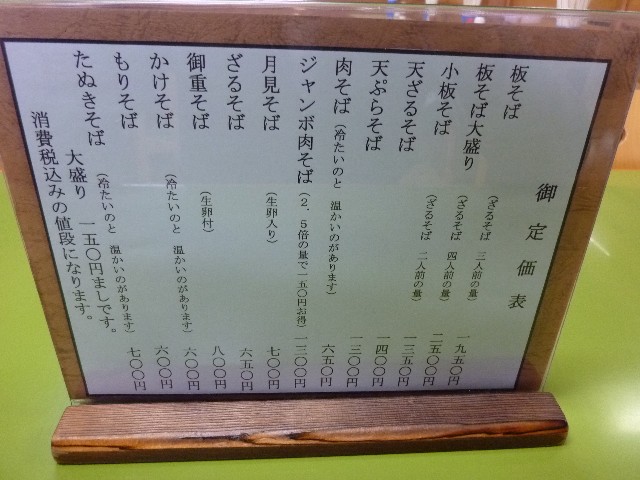 御定価表
板そば (ざるそば 三人前の量) 一九五〇円
板そば大盛り (ざるそば 四人前の量) 二五〇〇円
小板そば (ざるそば 二人前の量) 一三五〇円
天ざるそば 一四〇〇円
天ぷらそば 一三〇〇円
肉そば (冷たいのと 温かいのがあります) 六五〇円
ジャンボ肉そば (2.5倍の量で一五〇円お得) 一三〇〇円
月見そば (生卵入り) 七〇〇円
ざるそば 六五〇円
御重そば (生卵付) 八〇〇円
かけそば (冷たいのと 温かいのがあります) 六〇〇円
もりそば 六〇〇円
たぬきそば (冷たいのと 温かいのがあります) 七〇〇円
大盛り 一五〇円ましです。
消費税込みの値段になります。